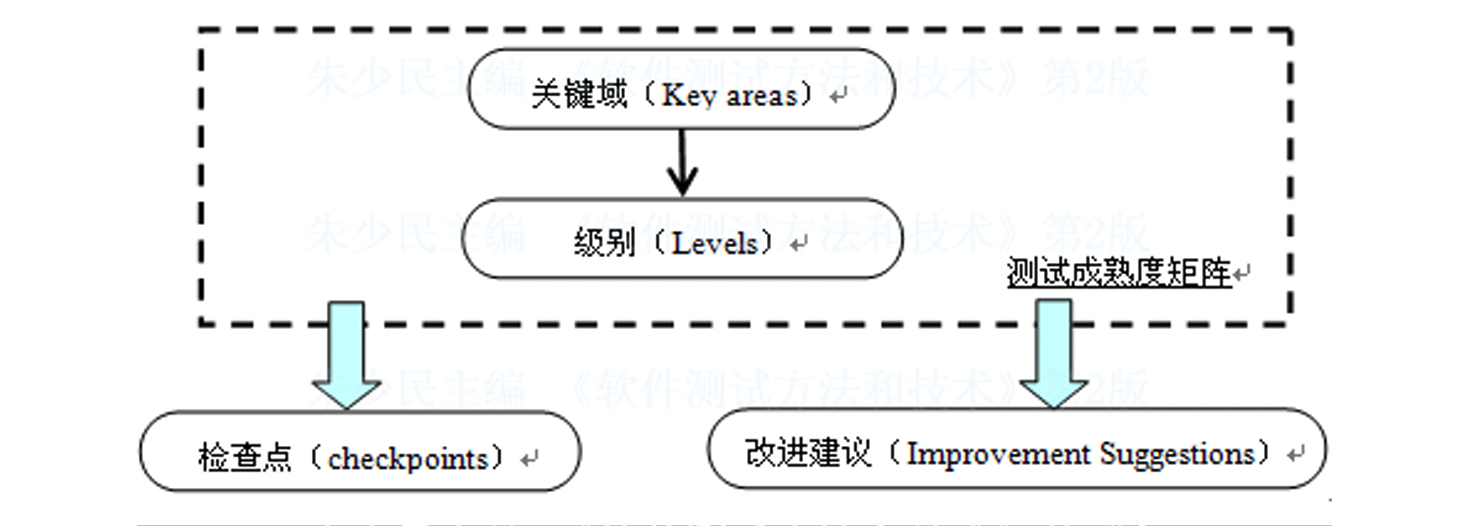 朱少民主编 《软件测试方法和技术》第2版
关键域（Key areas）
朱少民主编 《软件测试方法和技术》第2版
级别（Levels）
测试成熟度矩阵
朱少民主编 《软件测试方法和技术》第2版
检查点（checkpoints）
改进建议（Improvement Suggestions）